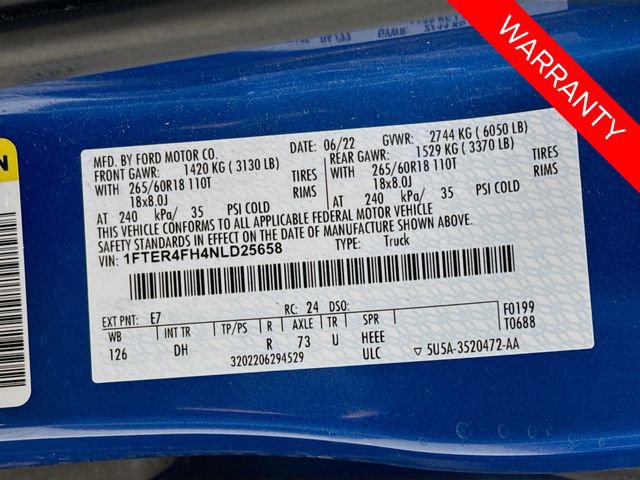 WARRANTY
MFD. BY FORD MOTOR CO.
DATE: 06/22 GVWR: 2744 KG ( 6050 LB)
FRONT GAWR: 1420 KG ( 3130 LB)
REAR GAWR: 1529 KG ( 3370 LB)
WITH 265/60R18 110T TIRES
WITH 265/60R18 110T TIRES
18x8.0J RIMS
18x8.0J RIMS
AT 240 kPa/ 35 PSI COLD
AT 240 kPa/ 35 PSI COLD
THIS VEHICLE CONFORMS TO ALL APPLICABLE FEDERAL MOTOR VEHICLE
SAFETY STANDARDS IN EFFECT ON THE DATE OF MANUFACTURE SHOWN ABOVE.
VIN: 1FTER4FH4NLD25658 TYPE: Truck
EXT PNT: E7 RC: 24 DSO: F0199
WB INT TR TP/PS R AXLE TR SPR T0688
126 DH R 73 U HEEE
3202206294529 ULC 5U5A-3520472-AA